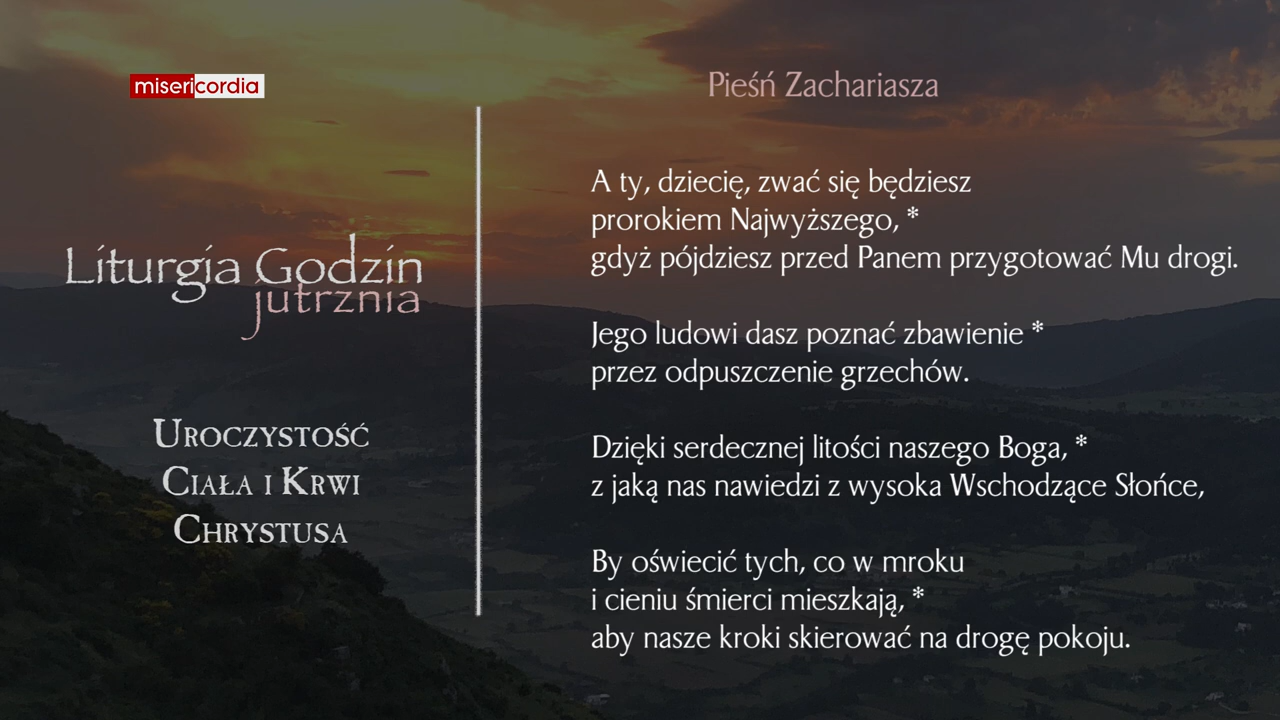 misericordia
Liturgia Godzin
jutrznia
Uroczystość
Ciała i Krwi
Chrystusa
Pieśń Zachariasza
A ty, dziecię, zwać się będziesz
prorokiem Najwyższego, *
gdyż pójdziesz przed Panem przygotować Mu drogi.
Jego ludowi dasz poznać zbawienie *
przez odpuszczenie grzechów.
Dzięki serdecznej litości naszego Boga, *
z jaką nas nawiedzi z wysoka Wschodzące Słońce,
By oświecić tych, co w mroku
i cieniu śmierci mieszkają, *
aby nasze kroki skierować na drogę pokoju.